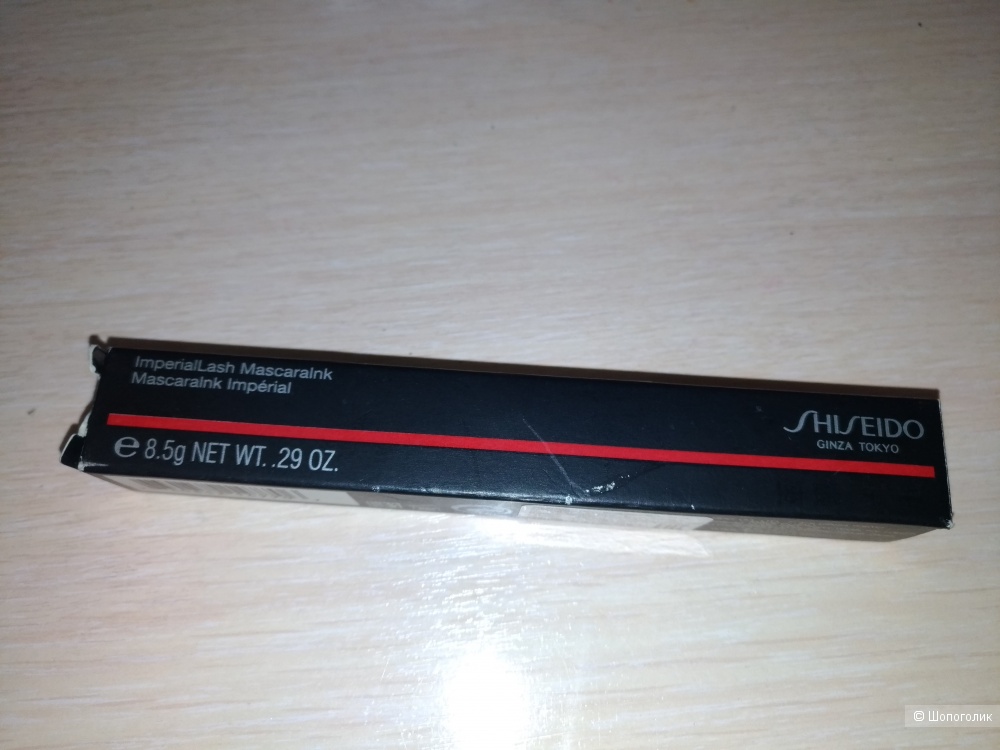 ImperialLash MascaraInk
MascaraInk Impérial
SHISEIDO
GINZA TOKYO
℮ 8.5g NET WT. .29 OZ.
© Шопоголик